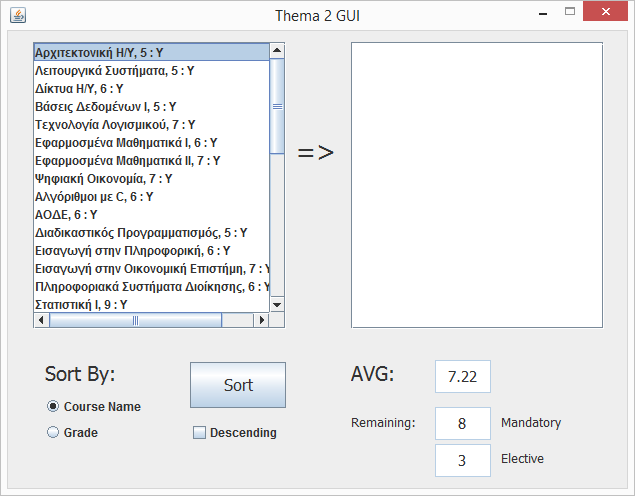 Thema 2 GUI
Αρχιτεκτονική Η/Υ, 5 : Υ
Λειτουργικά Συστήματα, 5 : Υ
Δίκτυα Η/Υ, 6 : Υ
Βάσεις Δεδομένων Ι, 5 : Υ
Τεχνολογία Λογισμικού, 7 : Υ
Εφαρμοσμένα Μαθηματικά Ι, 6 : Υ
Εφαρμοσμένα Μαθηματικά ΙΙ, 7 : Υ
Ψηφιακή Οικονομία, 7 : Υ
Αλγόριθμοι με C, 6 : Υ
ΑΟΔΕ, 6 : Υ
Διαδικαστικός Προγραμματισμός, 5 : Υ
Εισαγωγή στην Πληροφορική, 6 : Υ
Εισαγωγή στην Οικονομική Επιστήμη, 7 : Υ
Πληροφοριακά Συστήματα Διοίκησης, 6 : Υ
Στατιστική Ι, 9 : Υ
=>
Sort By:
Sort
Course Name
Grade
Descending
AVG:
7.22
Remaining:
8
Mandatory
3
Elective